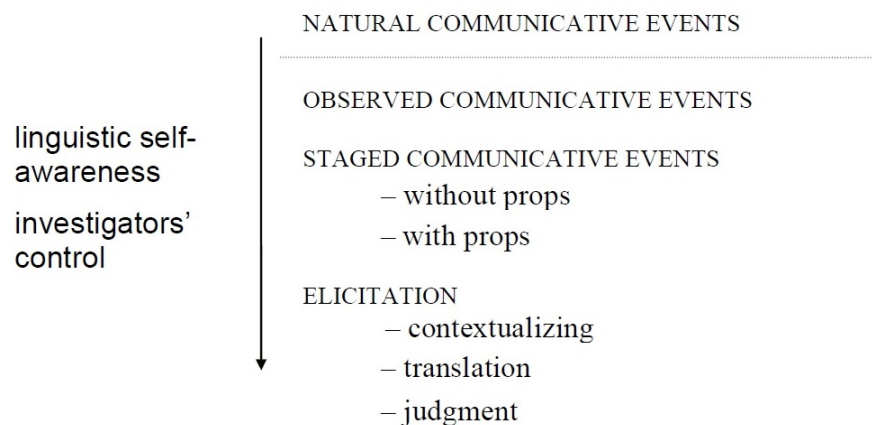 NATURAL COMMUNICATIVE EVENTS
OBSERVED COMMUNICATIVE EVENTS
linguistic self-
awareness
investigators’
control
STAGED COMMUNICATIVE EVENTS
– without props
– with props
ELICITATION
– contextualizing
– translation
– judgment